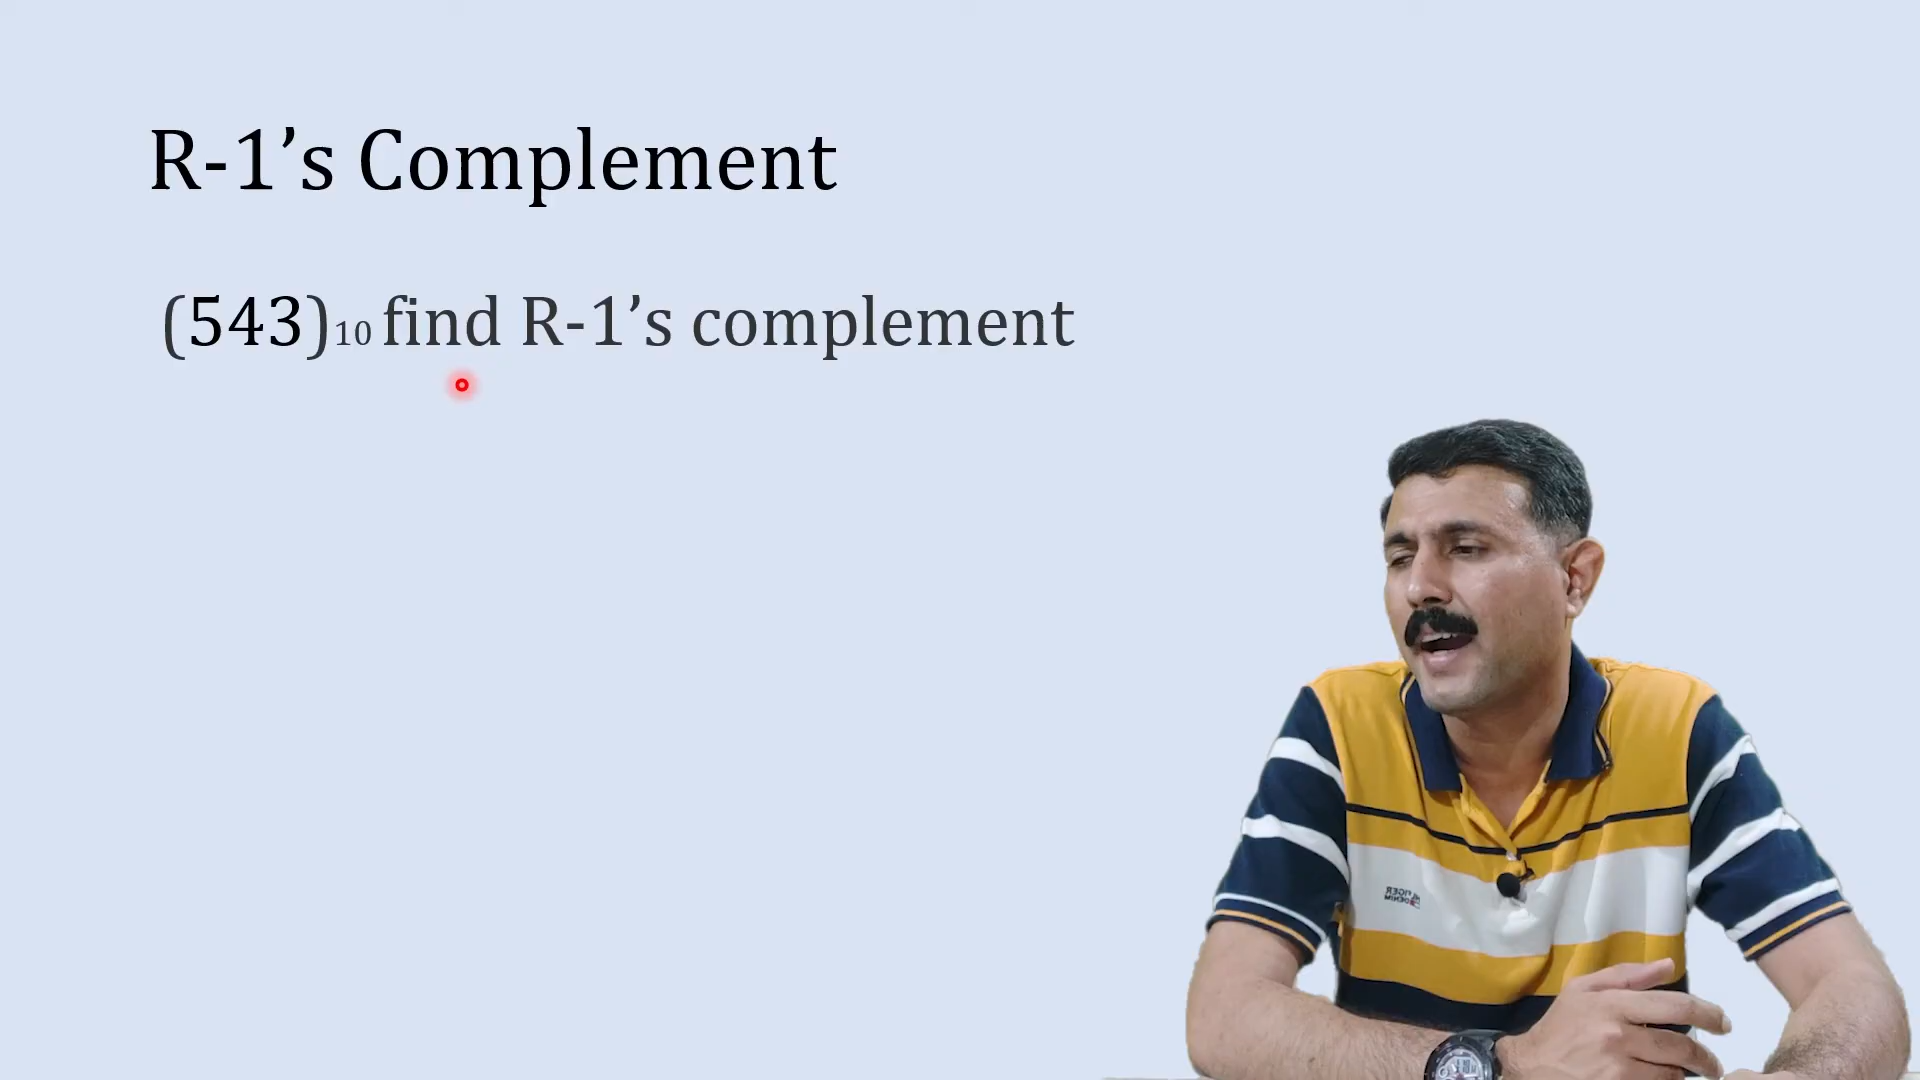 R-1’s Complement
(543)₁₀ find R-1’s complement